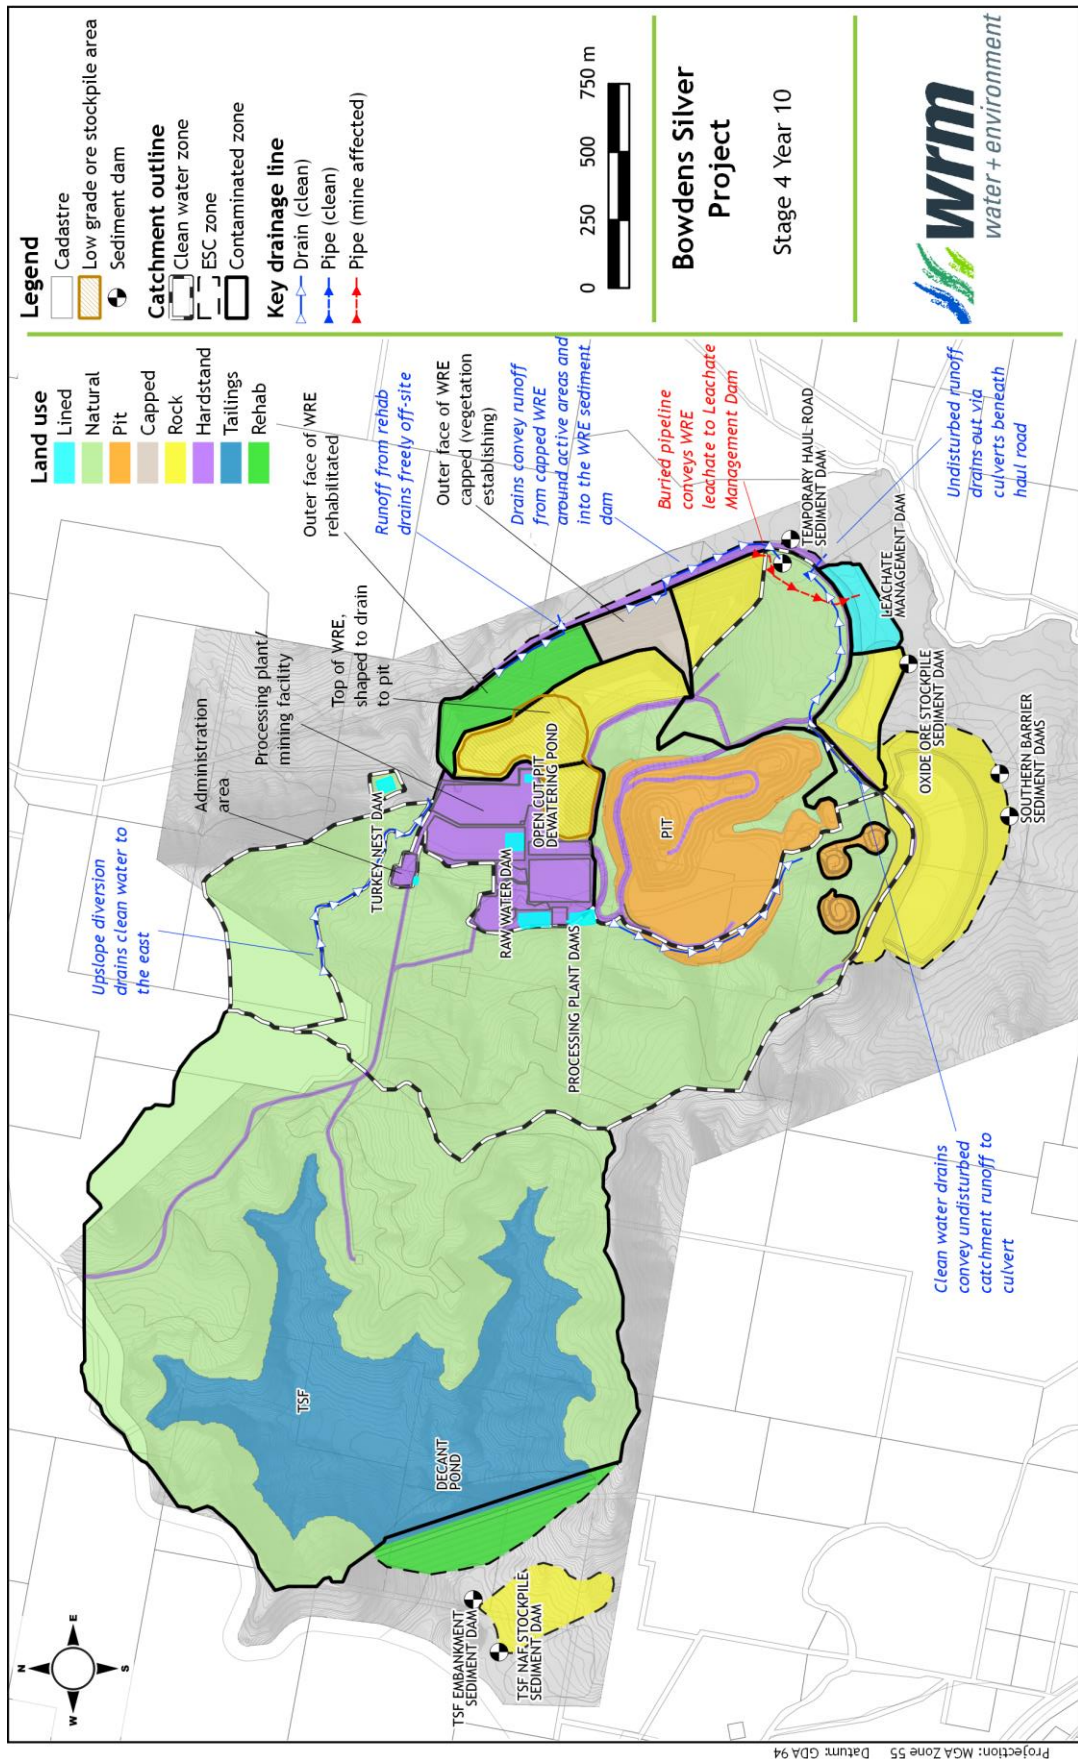 Legend
Cadastre
Low grade ore stockpile area
Sediment dam
Catchment outline
Clean water zone
ESC zone
Contaminated zone
Key drainage line
Drain (clean)
Pipe (clean)
Pipe (mine affected)
0 250 500 750 m
Bowdens Silver
Project
Stage 4 Year 10
wrm
water + environment
Land use
Lined
Natural
Pit
Capped
Rock
Hardstand
Tailings
Rehab
N
W
E
S
Upslope diversion
drains clean water to
the east
Administration
area
Processing plant/
mining facility
Top of WRE,
shaped to drain
to pit
Outer face of WRE
rehabilitated
Runoff from rehab
drains freely off-site
Outer face of WRE
capped (vegetation
establishing)
Drains convey runoff
from capped WRE
around active areas and
into the WRE sediment
dam
Buried pipeline
conveys WRE
leachate to Leachate
Management Dam
TEMPORARY HAUL ROAD
SEDIMENT DAM
Undisturbed runoff
drains out via
culverts beneath
haul road
LEACHATE
MANAGEMENT DAM
OXIDE ORE STOCKPILE
SEDIMENT DAM
SOUTHERN BARRIER
SEDIMENT DAMS
TURKEY NEST DAM
RAW WATER DAM
OPEN CUT PIT
DEWATERING POND
PROCESSING PLANT DAMS
PIT
TSF
DECANT
POND
TSF EMBANKMENT
SEDIMENT DAM
TSF NAF STOCKPILE
SEDIMENT DAM
Clean water drains
convey undisturbed
catchment runoff to
culvert
Projection: MGA Zone 55 Datum: GDA 94